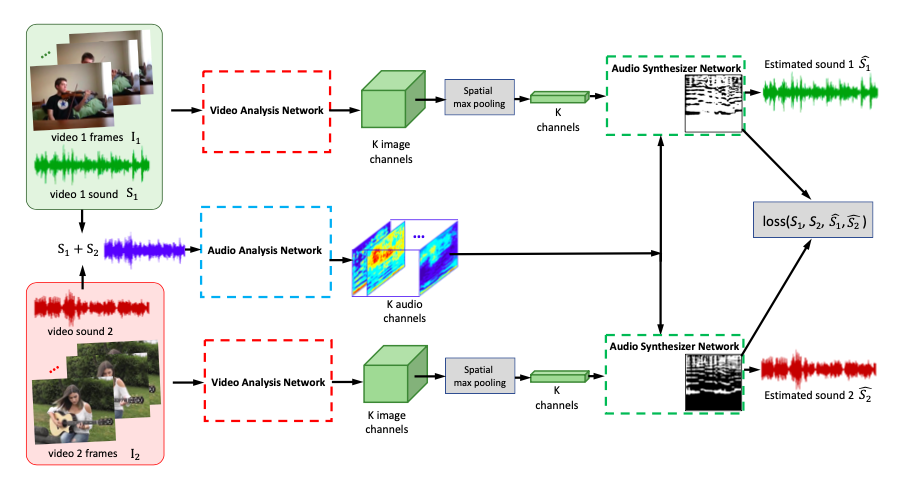 video 1 frames I₁
video 1 sound S₁
S₁ + S₂
video sound 2
video 2 frames I₂
Video Analysis Network
K image
channels
Spatial
max pooling
K
channels
Audio Synthesizer Network
Estimated sound 1 Ŝ₁
Audio Analysis Network
...
K audio
channels
loss(S₁, S₂, Ŝ₁, Ŝ₂ )
Video Analysis Network
K image
channels
Spatial
max pooling
K
channels
Audio Synthesizer Network
Estimated sound 2 Ŝ₂